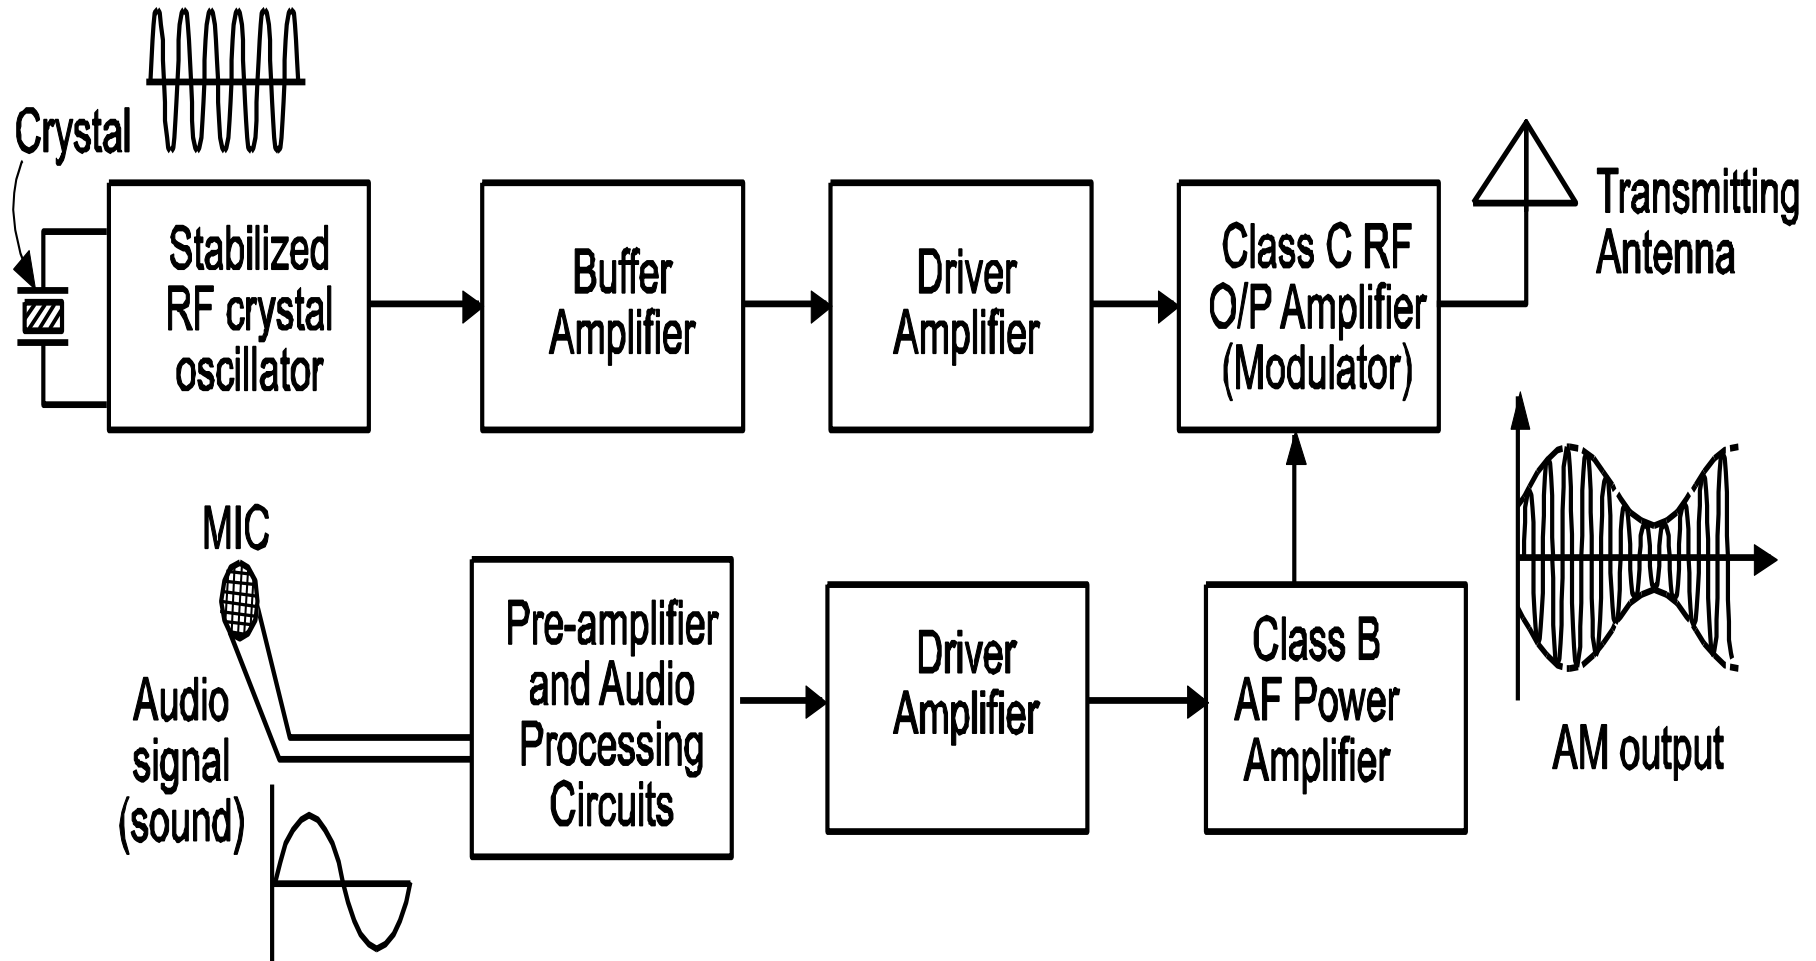 Crystal
Stabilized
RF crystal
oscillator
Buffer
Amplifier
Driver
Amplifier
Class C RF
O/P Amplifier
(Modulator)
Transmitting
Antenna
MIC
Audio
signal
(sound)
Pre-amplifier
and Audio
Processing
Circuits
Driver
Amplifier
Class B
AF Power
Amplifier
AM output